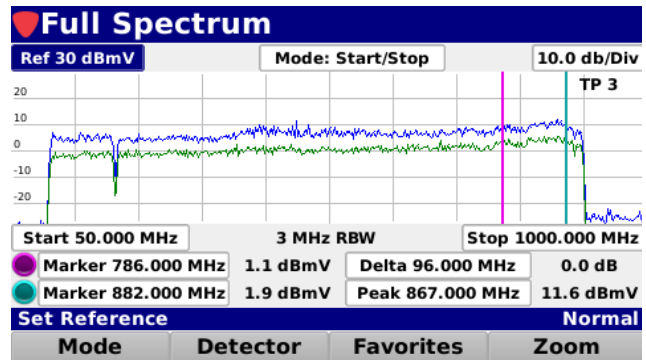 Full Spectrum
Ref 30 dBmV Mode: Start/Stop 10.0 db/Div
TP 3
20
10
0
-10
-20
Start 50.000 MHz 3 MHz RBW Stop 1000.000 MHz
Marker 786.000 MHz 1.1 dBmV Delta 96.000 MHz 0.0 dB
Marker 882.000 MHz 1.9 dBmV Peak 867.000 MHz 11.6 dBmV
Set Reference Normal
Mode Detector Favorites Zoom